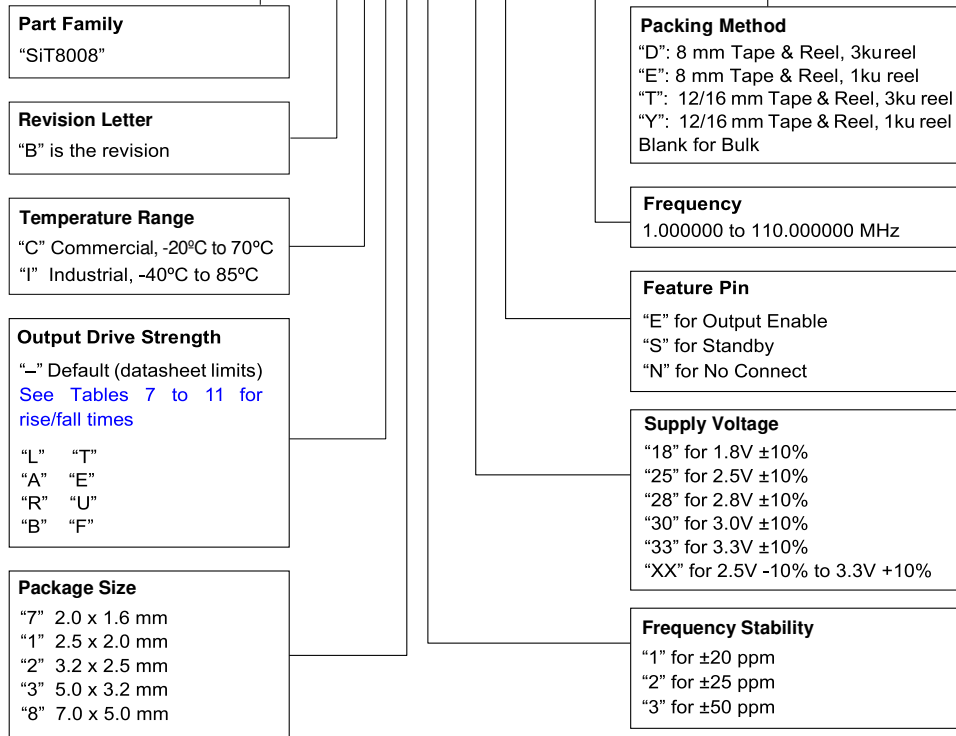 Part Family
“SiT8008”
Revision Letter
“B” is the revision
Temperature Range
“C” Commercial, -20ºC to 70ºC
“I” Industrial, -40ºC to 85ºC
Output Drive Strength
“–” Default (datasheet limits)
See Tables 7 to 11 for
rise/fall times
“L” “T”
“A” “E”
“R” “U”
“B” “F”
Package Size
“7” 2.0 x 1.6 mm
“1” 2.5 x 2.0 mm
“2” 3.2 x 2.5 mm
“3” 5.0 x 3.2 mm
“8” 7.0 x 5.0 mm
Packing Method
“D”: 8 mm Tape & Reel, 3kureel
“E”: 8 mm Tape & Reel, 1ku reel
“T”: 12/16 mm Tape & Reel, 3ku reel
“Y”: 12/16 mm Tape & Reel, 1ku reel
Blank for Bulk
Frequency
1.000000 to 110.000000 MHz
Feature Pin
“E” for Output Enable
“S” for Standby
“N” for No Connect
Supply Voltage
“18” for 1.8V ±10%
“25” for 2.5V ±10%
“28” for 2.8V ±10%
“30” for 3.0V ±10%
“33” for 3.3V ±10%
“XX” for 2.5V -10% to 3.3V +10%
Frequency Stability
“1” for ±20 ppm
“2” for ±25 ppm
“3” for ±50 ppm